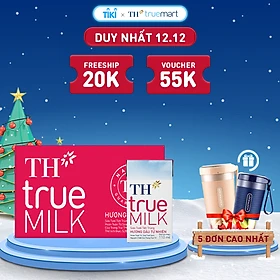 TiKi x TH truemart
DUY NHẤT 12.12
FREESHIP
20K
VOUCHER
55K
TH
true
MILK
HƯƠNG
TH
true
MILK
HƯƠNG DÂU TỰ NHIÊN
5 ĐƠN CAO NHẤT